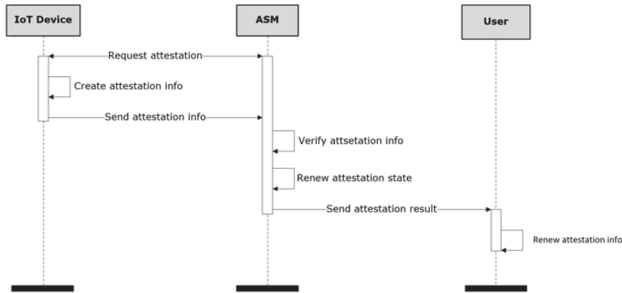 IoT Device
ASM
User
Request attestation
Create attestation info
Send attestation info
Verify attsetation info
Renew attestation state
Send attestation result
Renew attestation info